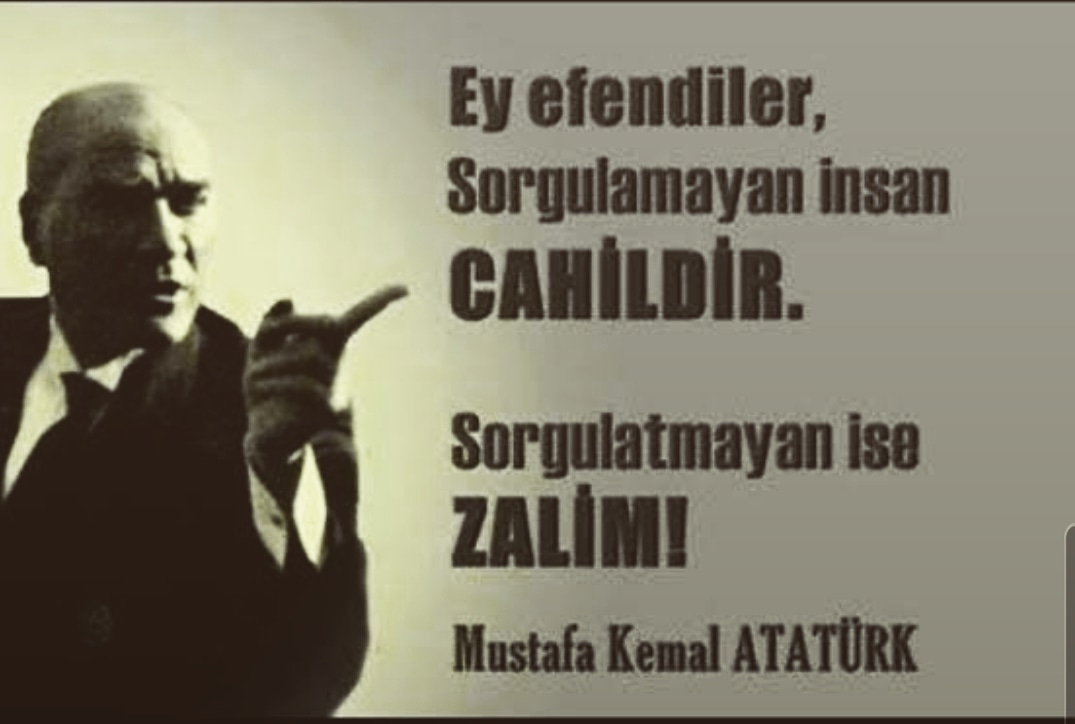 Ey efendiler,
Sorgulamayan insan
CAHİLDİR.
Sorgulatmayan ise
ZALİM!
Mustafa Kemal ATATÜRK